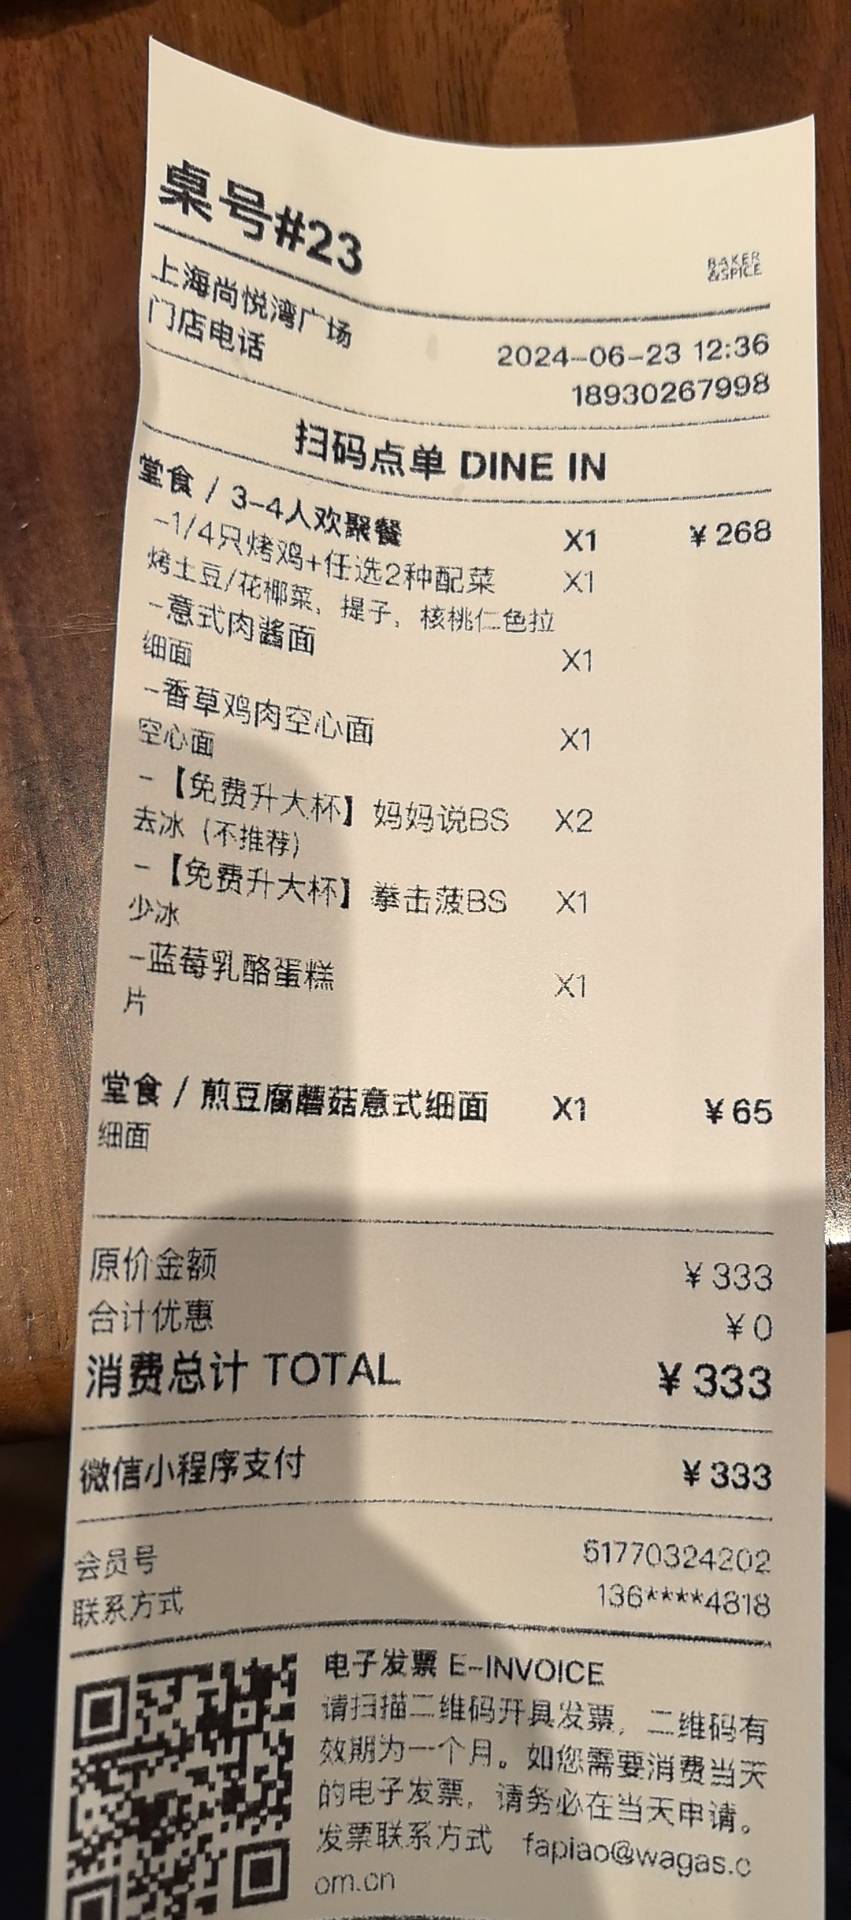 桌号#23
BAKER
&SPICE
上海尚悦湾广场 2024-06-23 12:36
门店电话 18930267998
扫码点单 DINE IN
堂食 / 3-4人欢聚餐 X1 ¥268
-1/4只烤鸡+任选2种配菜 X1
烤土豆/花椰菜，提子，核桃仁色拉
-意式肉酱面 X1
细面
-香草鸡肉空心面 X1
空心面
-【免费升大杯】妈妈说BS X2
去冰（不推荐）
-【免费升大杯】拳击菠BS X1
少冰
-蓝莓乳酪蛋糕 X1
片
堂食 / 煎豆腐蘑菇意式细面 X1 ¥65
细面
原价金额 ¥333
合计优惠 ¥0
消费总计 TOTAL ¥333
微信小程序支付 ¥333
会员号 61770324202
联系方式 136****4818
电子发票 E-INVOICE
请扫描二维码开具发票，二维码有
效期为一个月。如您需要消费当天
的电子发票，请务必在当天申请。
发票联系方式 fapiao@wagas.c
om.cn